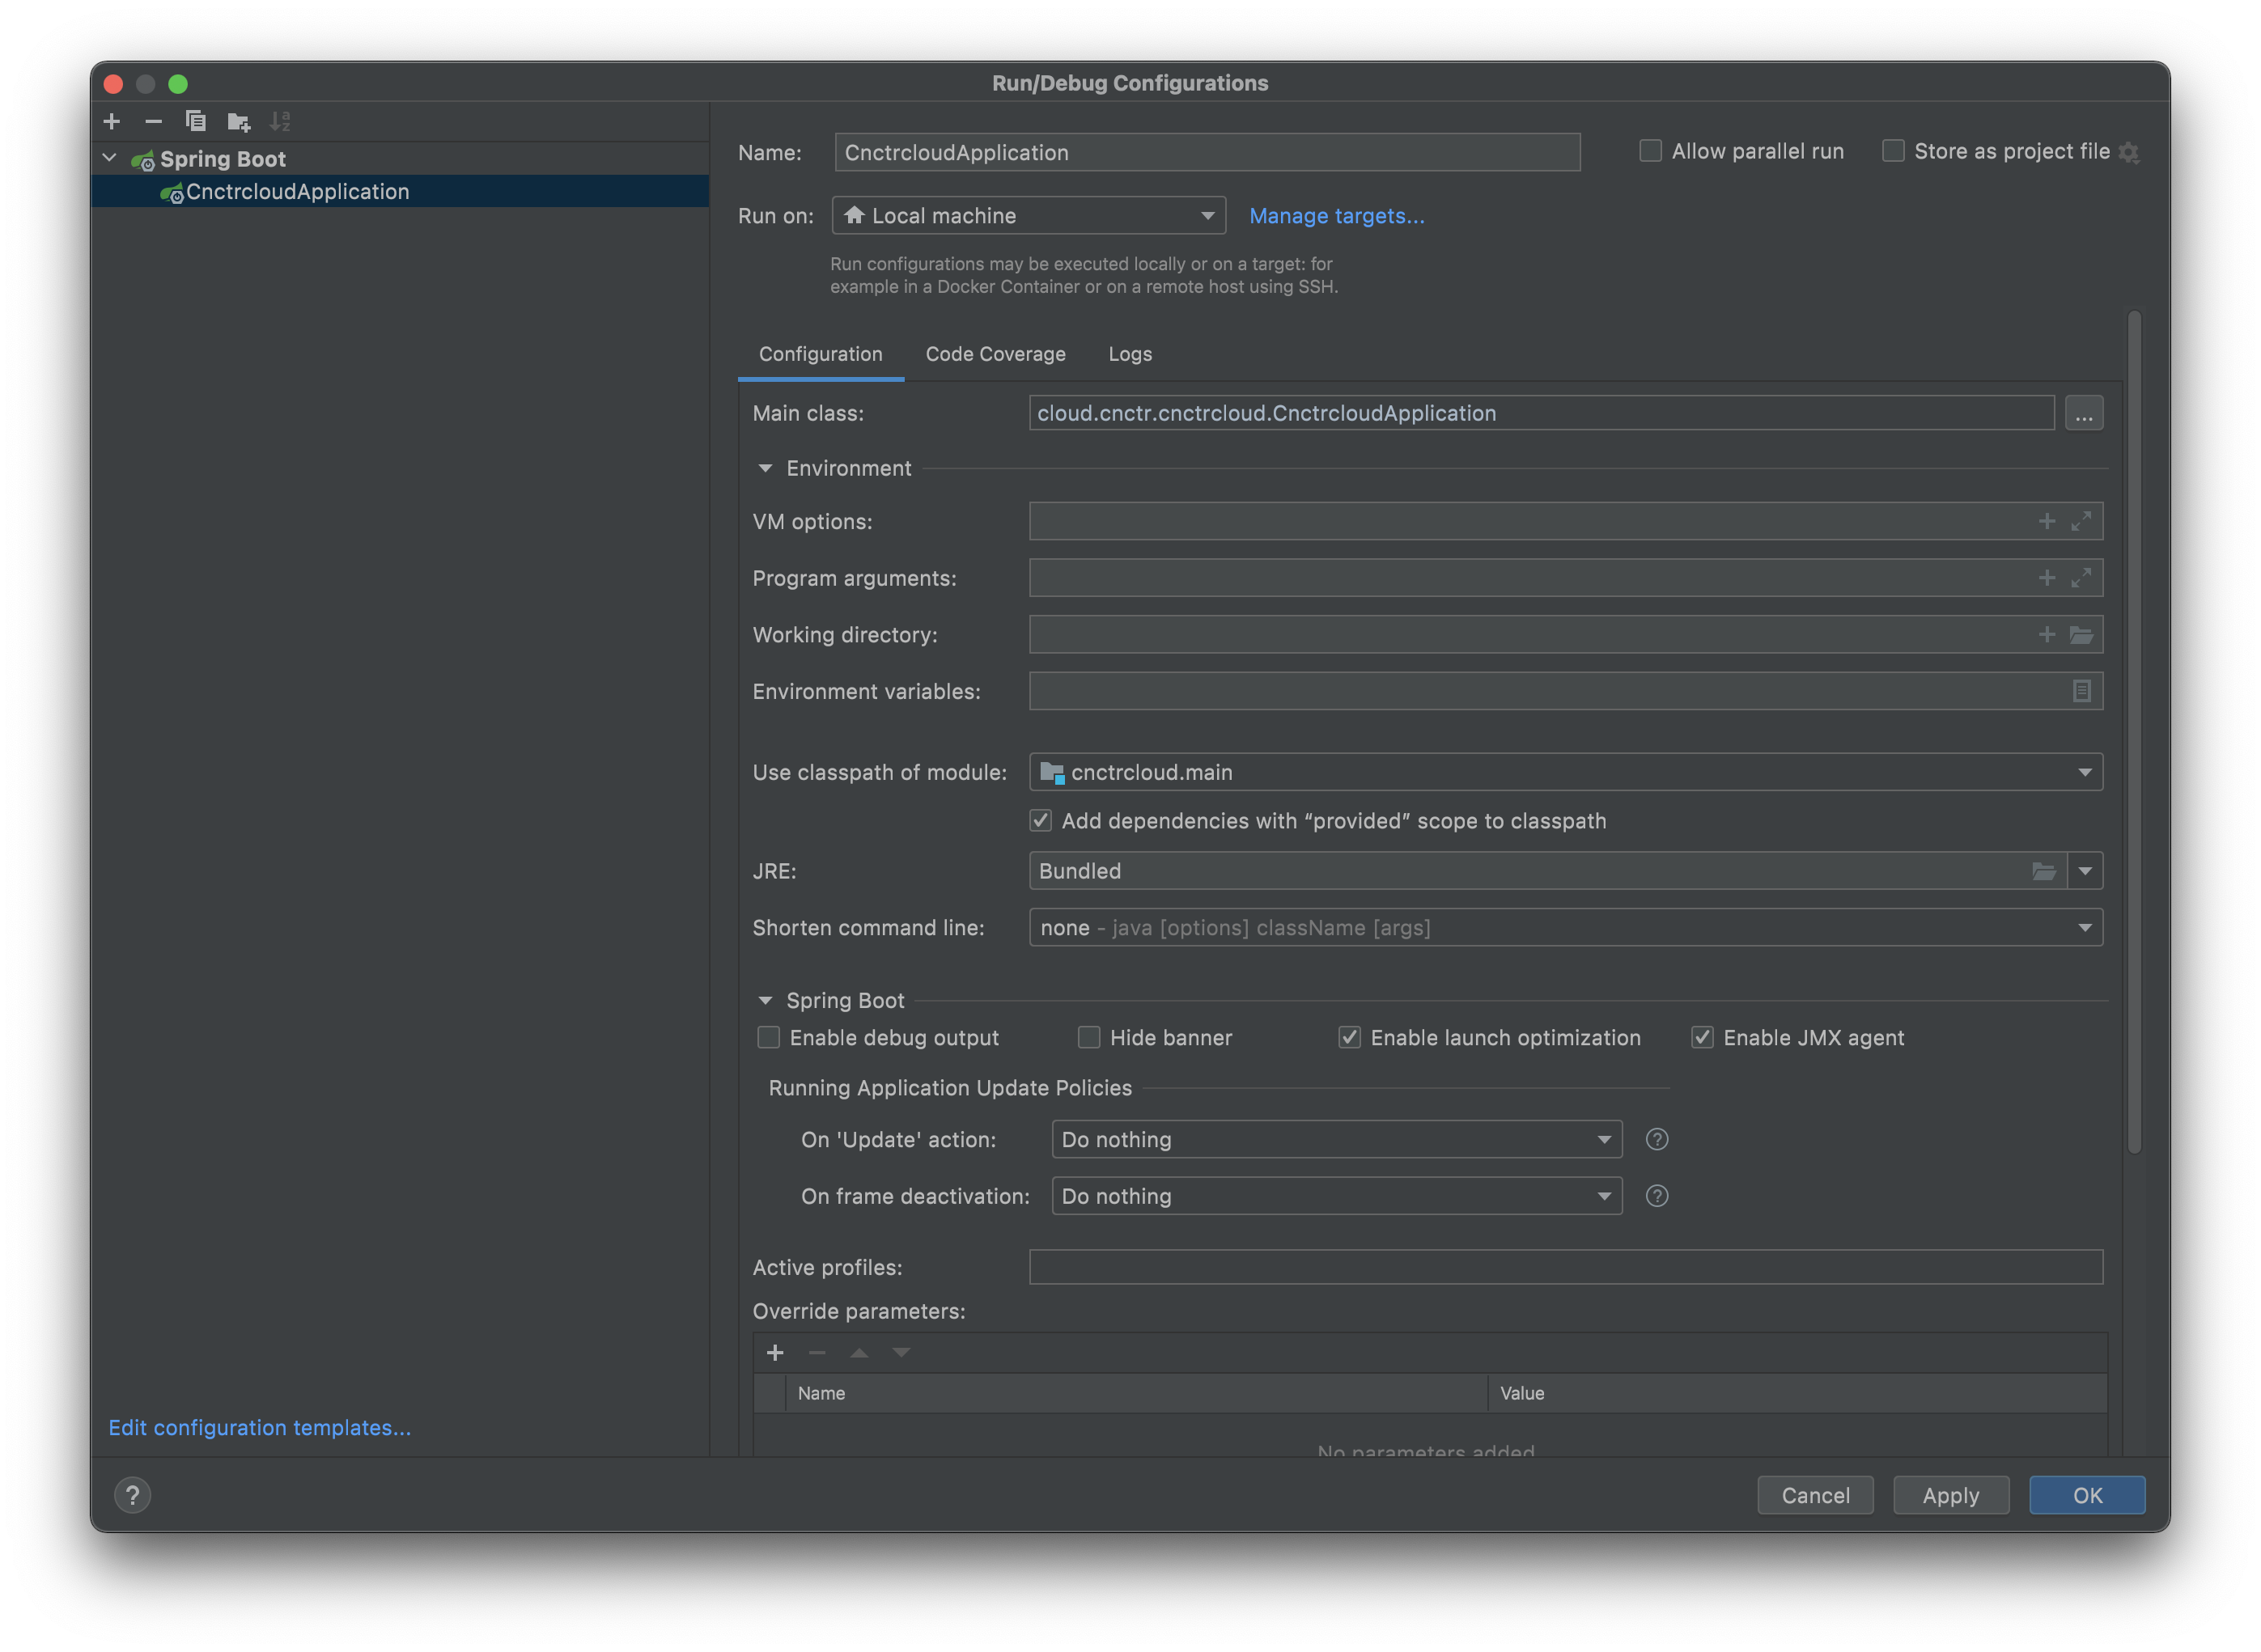 Run/Debug Configurations
Spring Boot
CnctrcloudApplication
Edit configuration templates...
Name: CnctrcloudApplication
Allow parallel run
Store as project file
Run on: Local machine
Manage targets...
Run configurations may be executed locally or on a target: for
example in a Docker Container or on a remote host using SSH.
Configuration Code Coverage Logs
Main class: cloud.cnctr.cnctrcloud.CnctrcloudApplication ...
Environment
VM options:
Program arguments:
Working directory:
Environment variables:
Use classpath of module: cnctrcloud.main
Add dependencies with “provided” scope to classpath
JRE: Bundled
Shorten command line: none - java [options] className [args]
Spring Boot
Enable debug output Hide banner Enable launch optimization Enable JMX agent
Running Application Update Policies
On 'Update' action: Do nothing ?
On frame deactivation: Do nothing ?
Active profiles:
Override parameters:
Name Value
No parameters added
? Cancel Apply OK